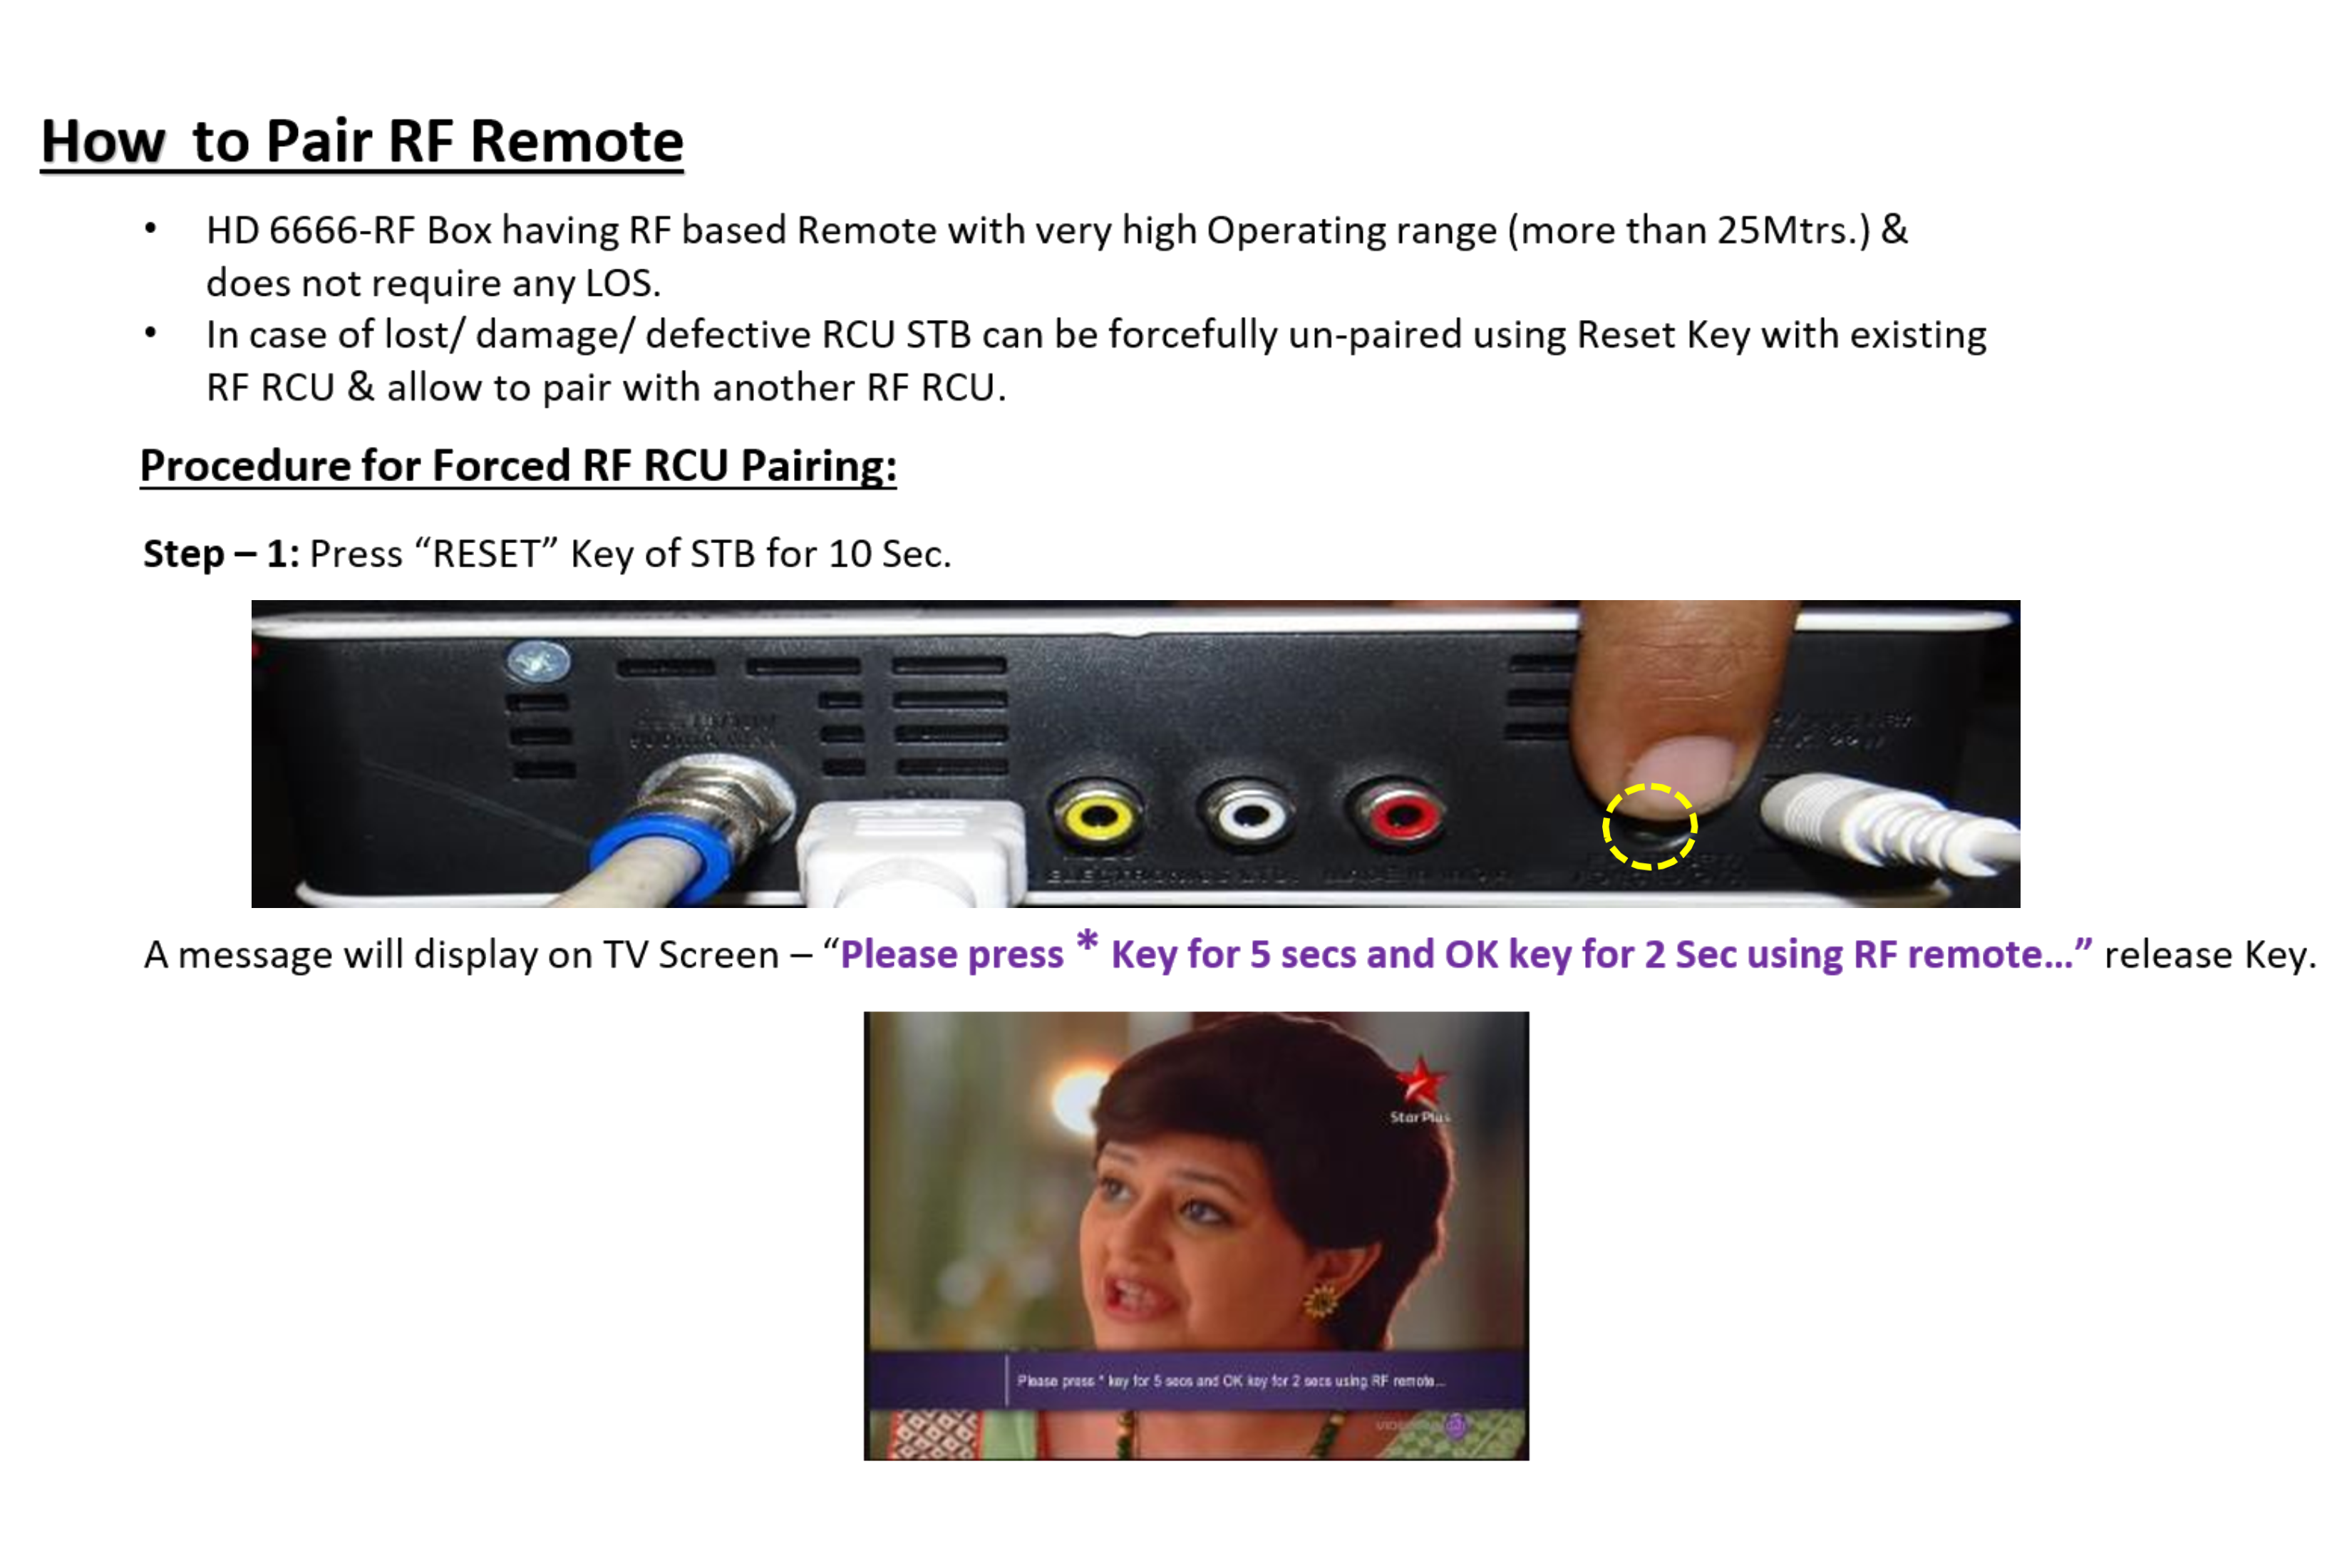 How to Pair RF Remote
• HD 6666-RF Box having RF based Remote with very high Operating range (more than 25Mtrs.) &
does not require any LOS.
• In case of lost/ damage/ defective RCU STB can be forcefully un-paired using Reset Key with existing
RF RCU & allow to pair with another RF RCU.
Procedure for Forced RF RCU Pairing:
Step – 1: Press “RESET” Key of STB for 10 Sec.
ELECTRONICS LTD.
A message will display on TV Screen – “Please press * Key for 5 secs and OK key for 2 Sec using RF remote...” release Key.
StarPlus
Please press * key for 5 secs and OK key for 2 secs using RF remote...